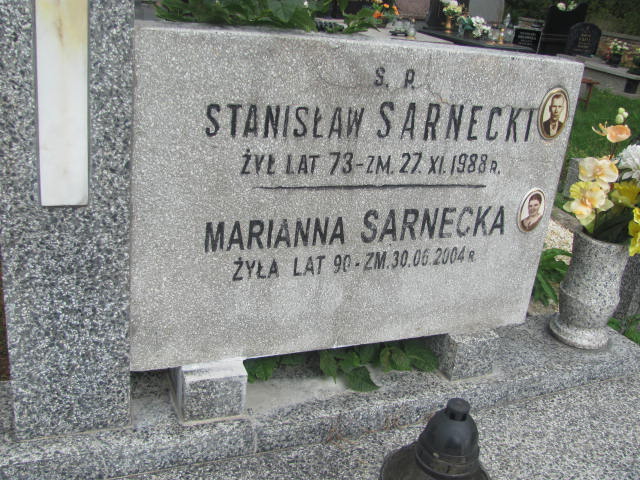 Ś. P.
STANISŁAW SARNECKI
ŻYŁ LAT 73 - ZM. 27. XI. 1988 R.
MARIANNA SARNECKA
ŻYŁA LAT 90 - ZM. 30.06.2004 R.